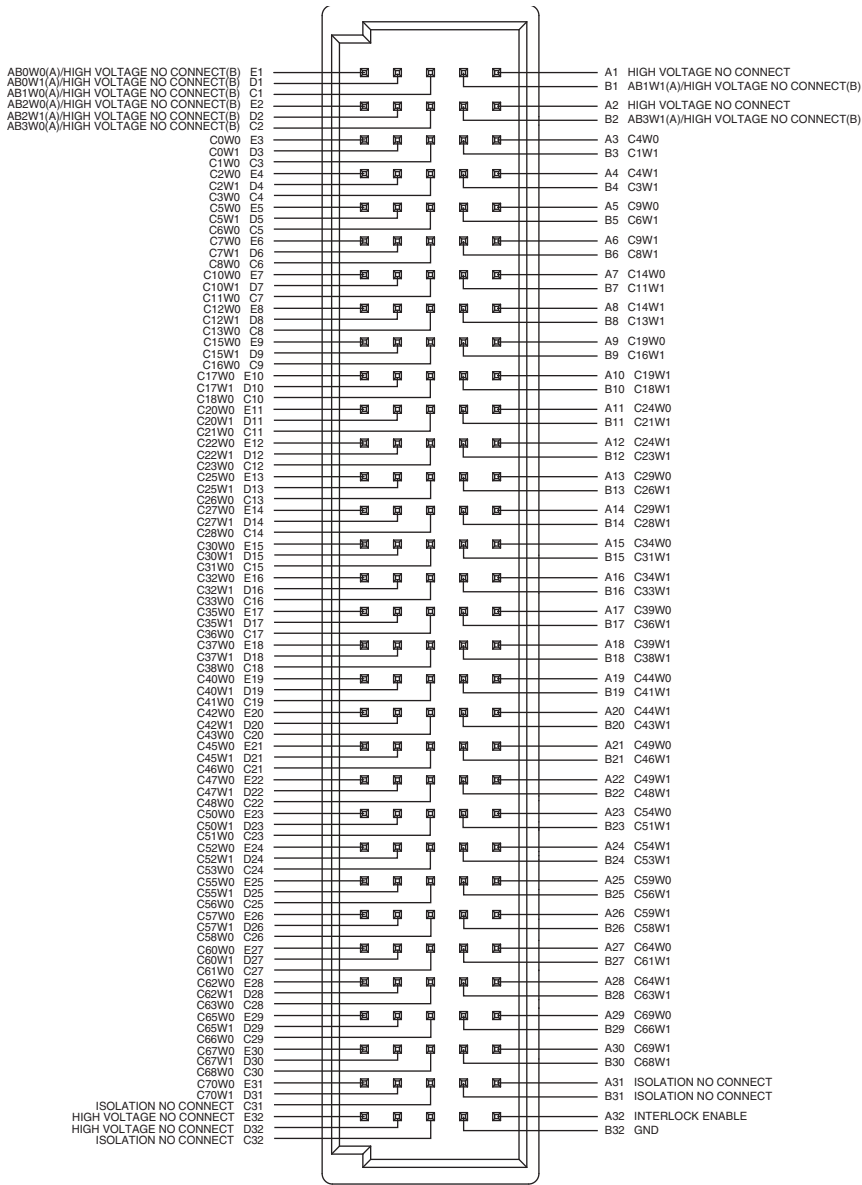 AB0W0(A)/HIGH VOLTAGE NO CONNECT(B) E1
AB0W1(A)/HIGH VOLTAGE NO CONNECT(B) D1
AB1W0(A)/HIGH VOLTAGE NO CONNECT(B) C1
AB2W0(A)/HIGH VOLTAGE NO CONNECT(B) E2
AB2W1(A)/HIGH VOLTAGE NO CONNECT(B) D2
AB3W0(A)/HIGH VOLTAGE NO CONNECT(B) C2
C0W0 E3
C0W1 D3
C1W0 C3
C2W0 E4
C2W1 D4
C3W0 C4
C5W0 E5
C5W1 D5
C6W0 C5
C7W0 E6
C7W1 D6
C8W0 C6
C10W0 E7
C10W1 D7
C11W0 C7
C12W0 E8
C12W1 D8
C13W0 C8
C15W0 E9
C15W1 D9
C16W0 C9
C17W0 E10
C17W1 D10
C18W0 C10
C20W0 E11
C20W1 D11
C21W0 C11
C22W0 E12
C22W1 D12
C23W0 C12
C25W0 E13
C25W1 D13
C26W0 C13
C27W0 E14
C27W1 D14
C28W0 C14
C30W0 E15
C30W1 D15
C31W0 C15
C32W0 E16
C32W1 D16
C33W0 C16
C35W0 E17
C35W1 D17
C36W0 C17
C37W0 E18
C37W1 D18
C38W0 C18
C40W0 E19
C40W1 D19
C41W0 C19
C42W0 E20
C42W1 D20
C43W0 C20
C45W0 E21
C45W1 D21
C46W0 C21
C47W0 E22
C47W1 D22
C48W0 C22
C50W0 E23
C50W1 D23
C51W0 C23
C52W0 E24
C52W1 D24
C53W0 C24
C55W0 E25
C55W1 D25
C56W0 C25
C57W0 E26
C57W1 D26
C58W0 C26
C60W0 E27
C60W1 D27
C61W0 C27
C62W0 E28
C62W1 D28
C63W0 C28
C65W0 E29
C65W1 D29
C66W0 C29
C67W0 E30
C67W1 D30
C68W0 C30
C70W0 E31
C70W1 D31
ISOLATION NO CONNECT C31
HIGH VOLTAGE NO CONNECT E32
HIGH VOLTAGE NO CONNECT D32
ISOLATION NO CONNECT C32
A1 HIGH VOLTAGE NO CONNECT
B1 AB1W1(A)/HIGH VOLTAGE NO CONNECT(B)
A2 HIGH VOLTAGE NO CONNECT
B2 AB3W1(A)/HIGH VOLTAGE NO CONNECT(B)
A3 C4W0
B3 C1W1
A4 C4W1
B4 C3W1
A5 C9W0
B5 C6W1
A6 C9W1
B6 C8W1
A7 C14W0
B7 C11W1
A8 C14W1
B8 C13W1
A9 C19W0
B9 C16W1
A10 C19W1
B10 C18W1
A11 C24W0
B11 C21W1
A12 C24W1
B12 C23W1
A13 C29W0
B13 C26W1
A14 C29W1
B14 C28W1
A15 C34W0
B15 C31W1
A16 C34W1
B16 C33W1
A17 C39W0
B17 C36W1
A18 C39W1
B18 C38W1
A19 C44W0
B19 C41W1
A20 C44W1
B20 C43W1
A21 C49W0
B21 C46W1
A22 C49W1
B22 C48W1
A23 C54W0
B23 C51W1
A24 C54W1
B24 C53W1
A25 C59W0
B25 C56W1
A26 C59W1
B26 C58W1
A27 C64W0
B27 C61W1
A28 C64W1
B28 C63W1
A29 C69W0
B29 C66W1
A30 C69W1
B30 C68W1
A31 ISOLATION NO CONNECT
B31 ISOLATION NO CONNECT
A32 INTERLOCK ENABLE
B32 GND